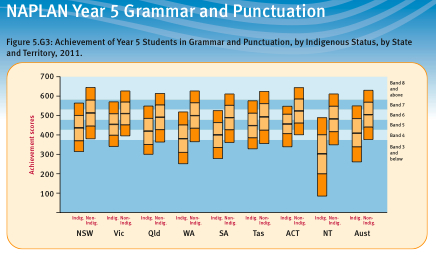 NAPLAN Year 5 Grammar and Punctuation
Figure 5.G3: Achievement of Year 5 Students in Grammar and Punctuation, by Indigenous Status, by State
and Territory, 2011.
Achievement scores
700
600
500
400
300
200
100
Band 8
and
above
Band 7
Band 6
Band 5
Band 4
Band 3
and
below
Indig. Non-Indig. Indig. Non-Indig. Indig. Non-Indig. Indig. Non-Indig. Indig. Non-Indig. Indig. Non-Indig. Indig. Non-Indig. Indig. Non-Indig. Indig. Non-Indig.
NSW Vic Qld WA SA Tas ACT NT Aust